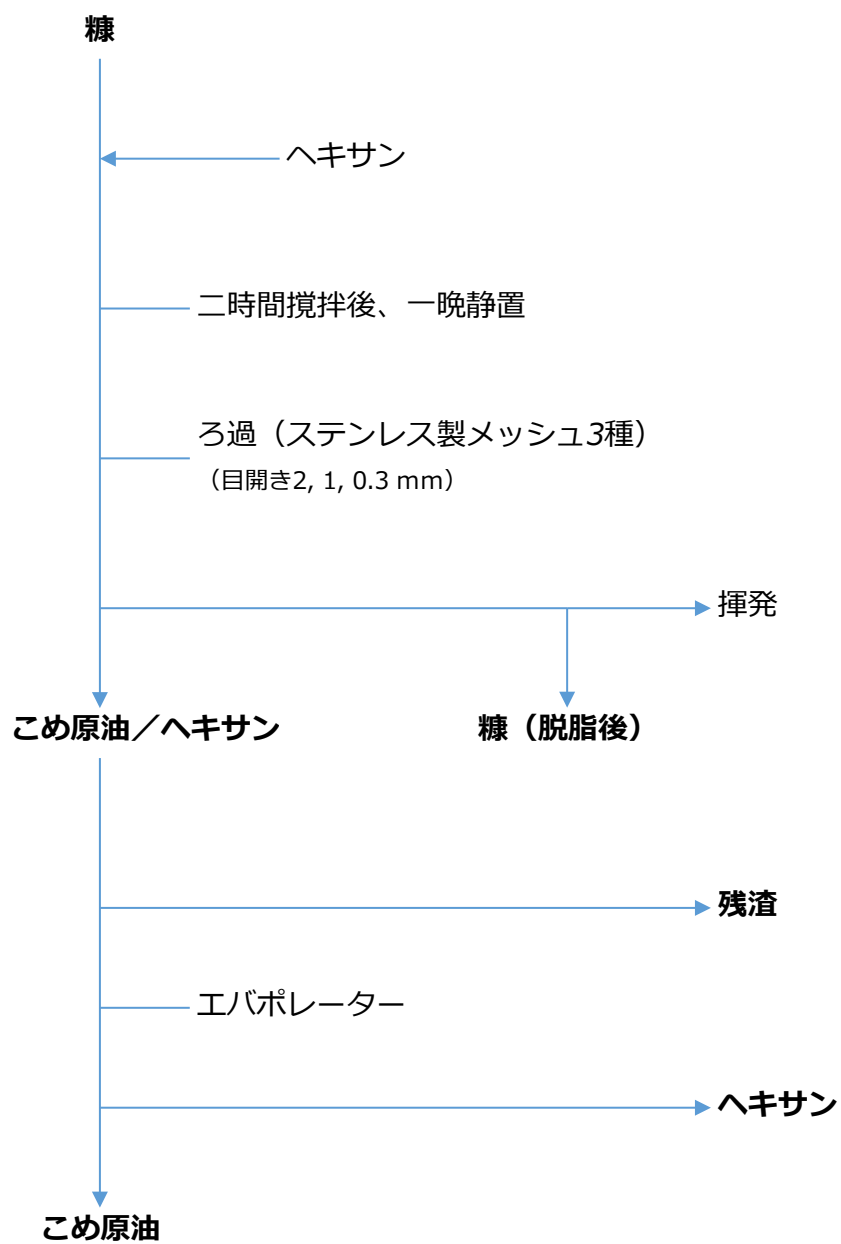 糠
ヘキサン
二時間撹拌後、一晩静置
ろ過（ステンレス製メッシュ3種）
（目開き2, 1, 0.3 mm）
揮発
こめ原油／ヘキサン
糠（脱脂後）
残渣
エバポレーター
ヘキサン
こめ原油